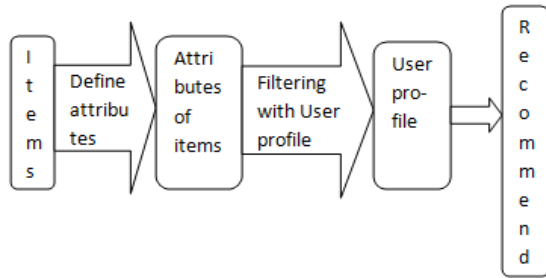 I
t
e
m
s
Define
attribu
tes
Attri
butes
of
items
Filtering
with User
profile
User
pro-
file
R
e
c
o
m
m
e
n
d